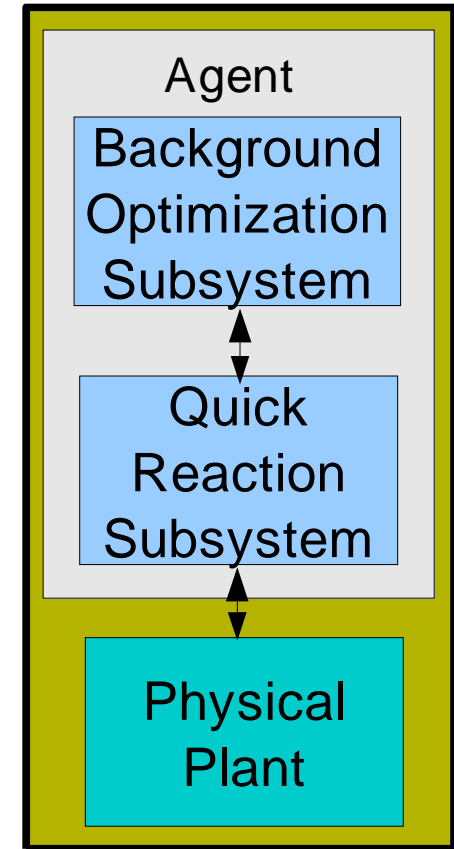 Agent
Background
Optimization
Subsystem
Quick
Reaction
Subsystem
Physical
Plant